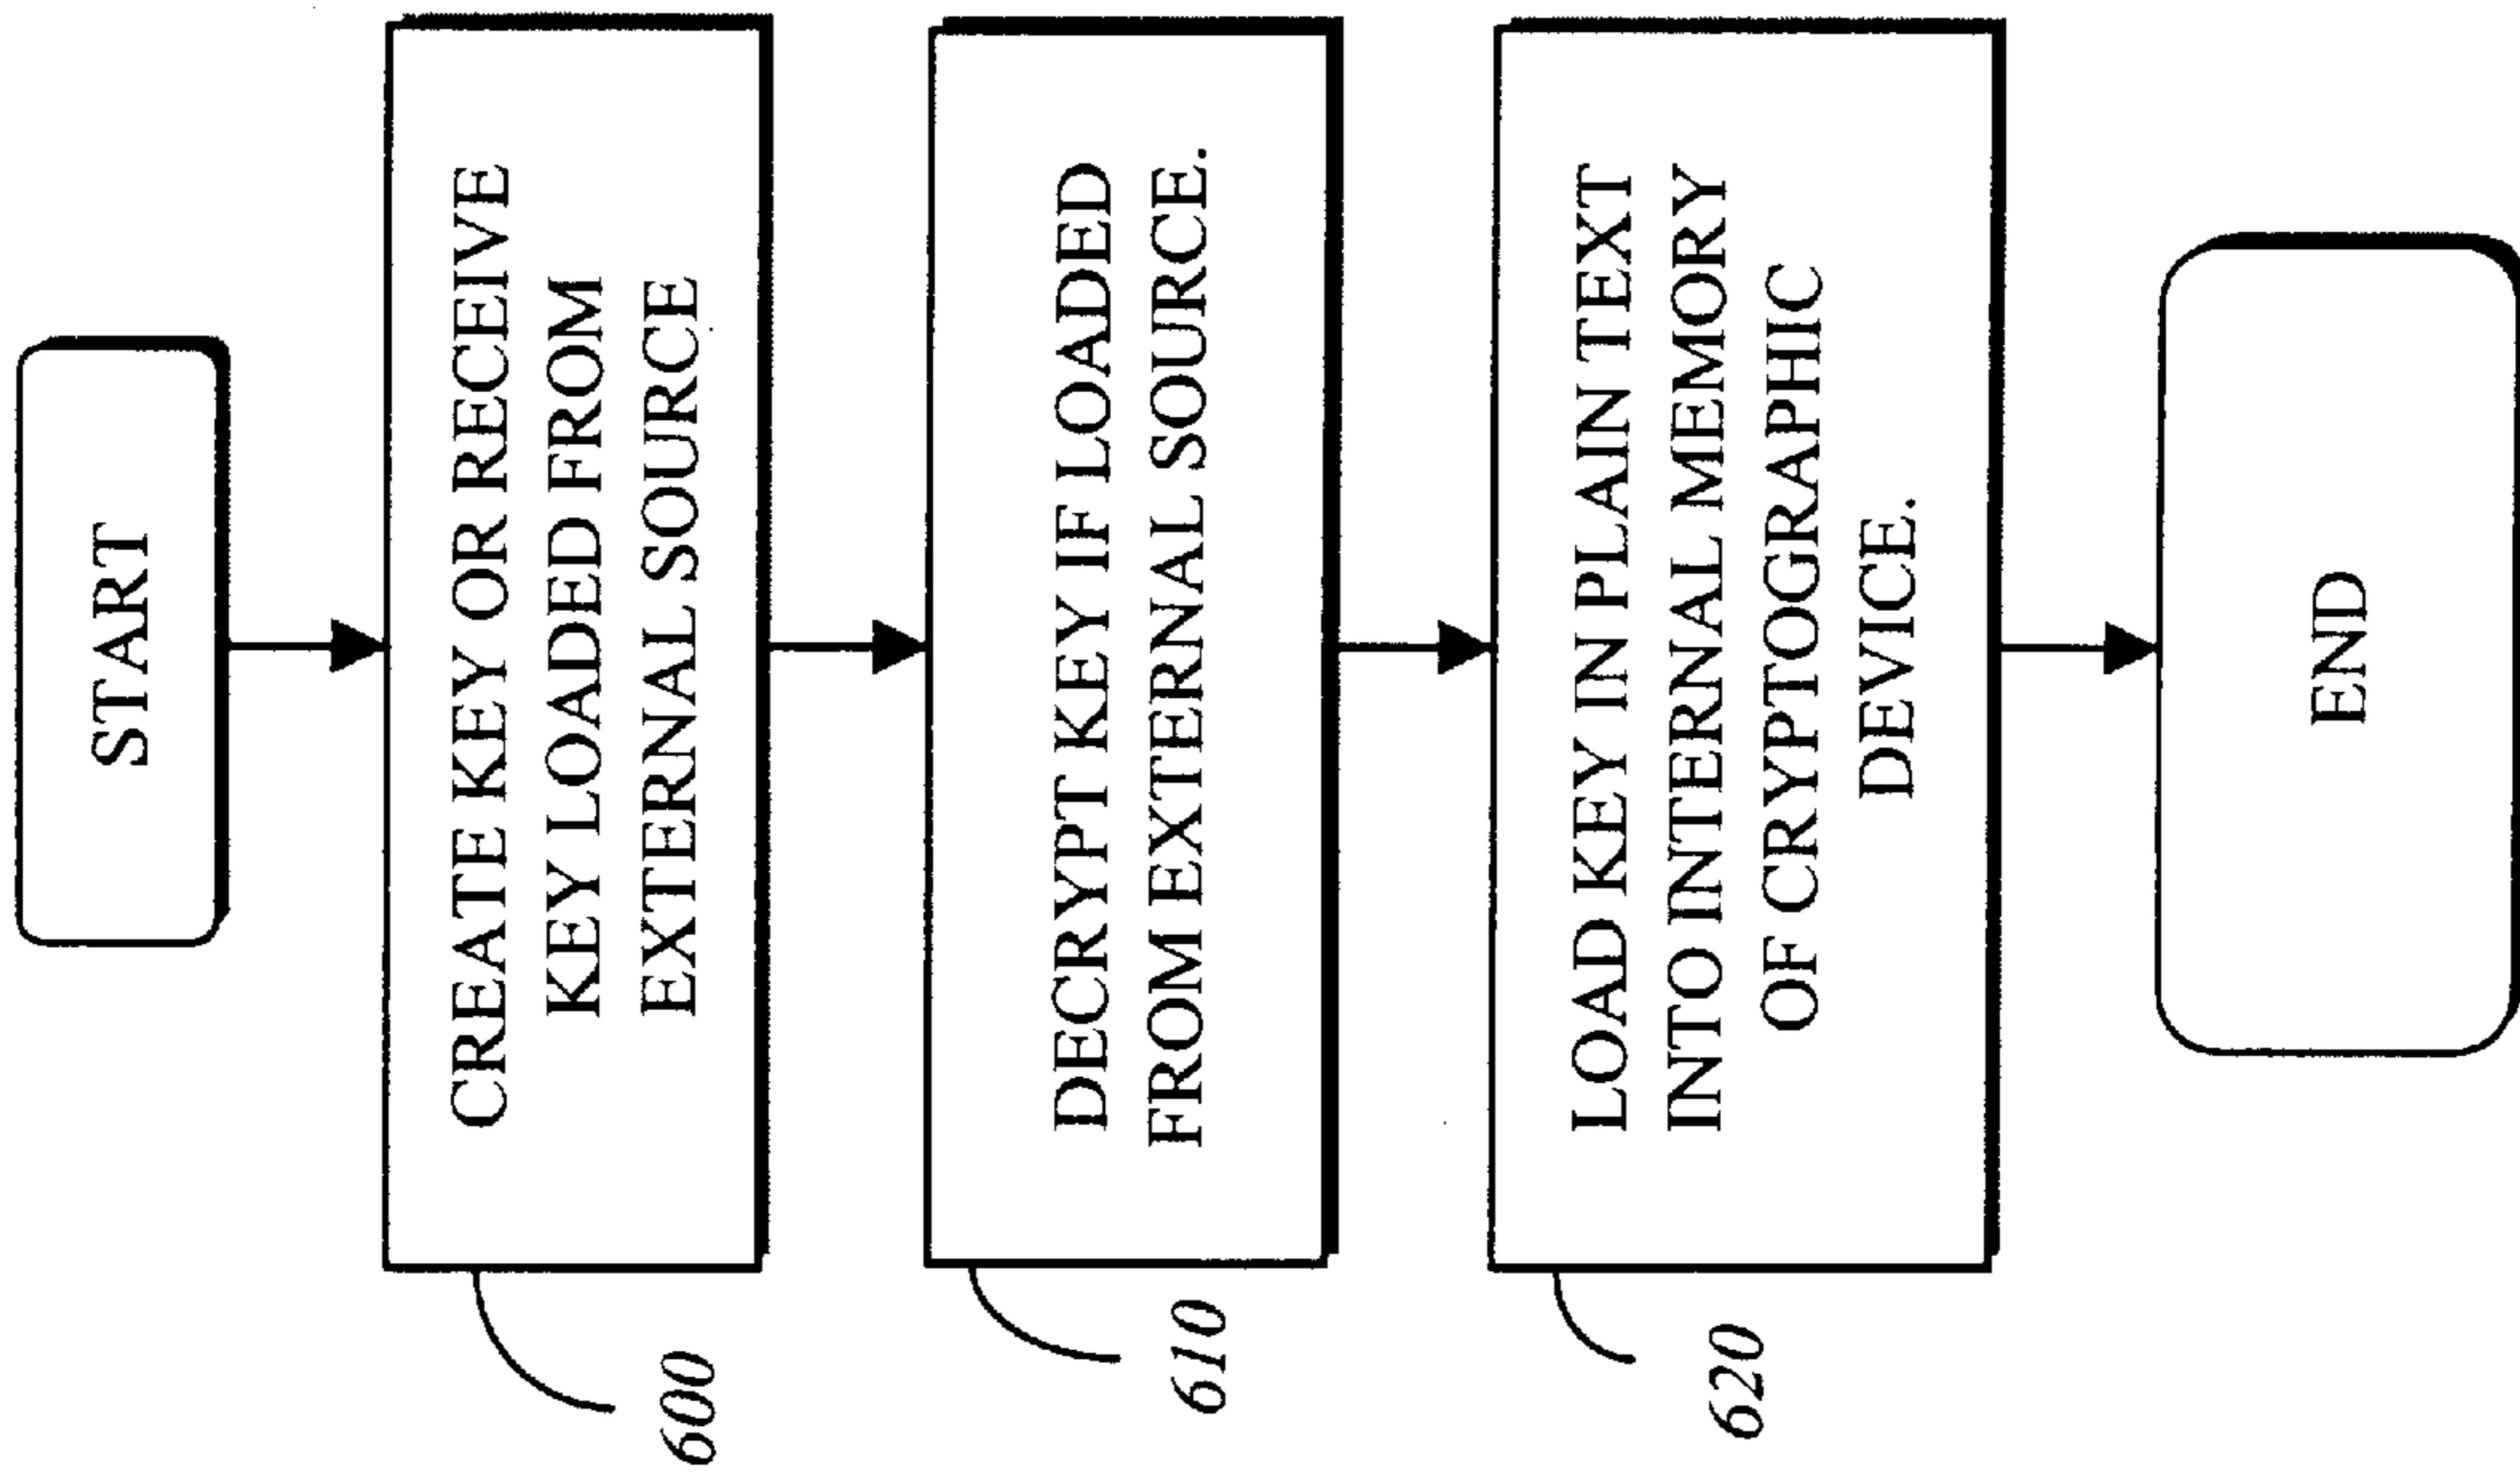 START
600
CREATE KEY OR RECEIVE
KEY LOADED FROM
EXTERNAL SOURCE
610
DECRYPT KEY IF LOADED
FROM EXTERNAL SOURCE.
620
LOAD KEY IN PLAIN TEXT
INTO INTERNAL MEMORY
OF CRYPTOGRAPHIC
DEVICE.
END